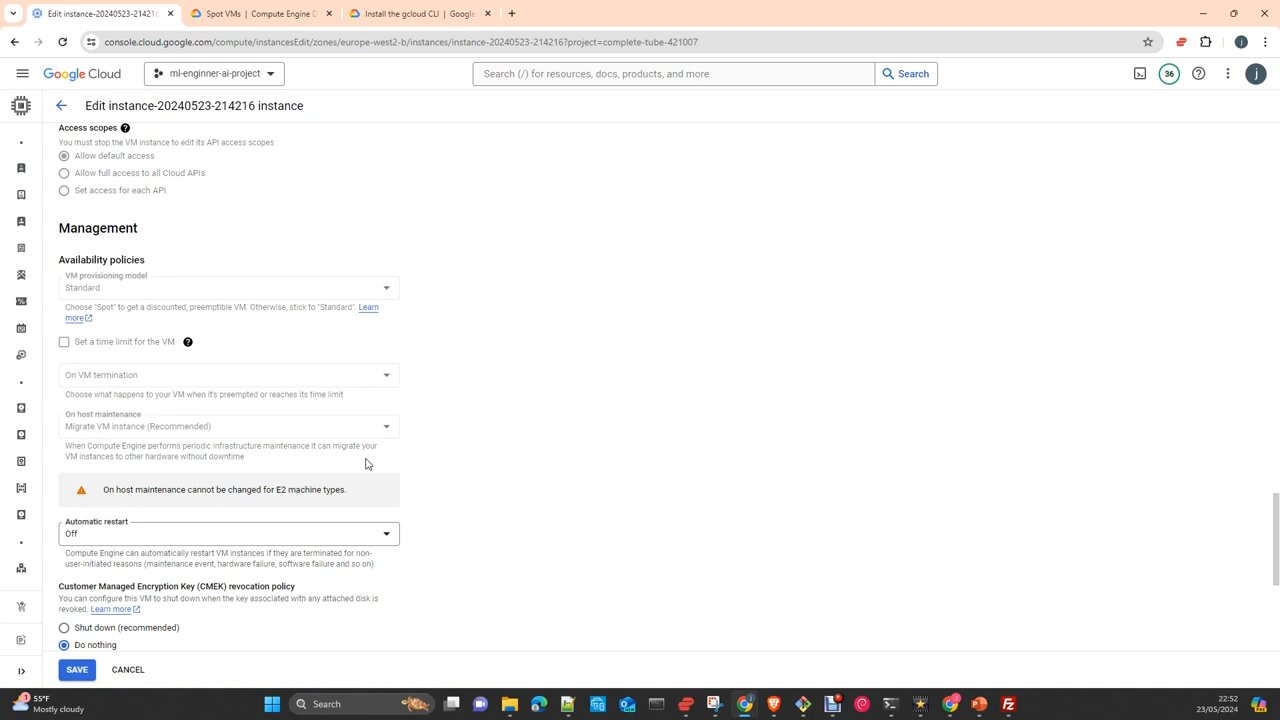 Edit instance-20240523-214216
Spot VMs | Compute Engine D
Install the gcloud CLI | Google
console.cloud.google.com/compute/instancesEdit/zones/europe-west2-b/instances/instance-20240523-214216?project=complete-tube-421007
Google Cloud
ml-enginner-ai-project
Search (/) for resources, docs, products, and more
Search
36
j
Edit instance-20240523-214216 instance
Access scopes
You must stop the VM instance to edit its API access scopes
Allow default access
Allow full access to all Cloud APIs
Set access for each API
Management
Availability policies
VM provisioning model
Standard
Choose "Spot" to get a discounted, preemptible VM. Otherwise, stick to "Standard". Learn
more
Set a time limit for the VM
On VM termination
Choose what happens to your VM when it's preempted or reaches its time limit
On host maintenance
Migrate VM instance (Recommended)
When Compute Engine performs periodic infrastructure maintenance it can migrate your
VM instances to other hardware without downtime
On host maintenance cannot be changed for E2 machine types.
Automatic restart
Off
Compute Engine can automatically restart VM instances if they are terminated for non-
user-initiated reasons (maintenance event, hardware failure, software failure and so on)
Customer Managed Encryption Key (CMEK) revocation policy
You can configure this VM to shut down when the key associated with any attached disk is
revoked. Learn more
Shut down (recommended)
Do nothing
SAVE
CANCEL
1
55°F
Mostly cloudy
Search
22:52
23/05/2024